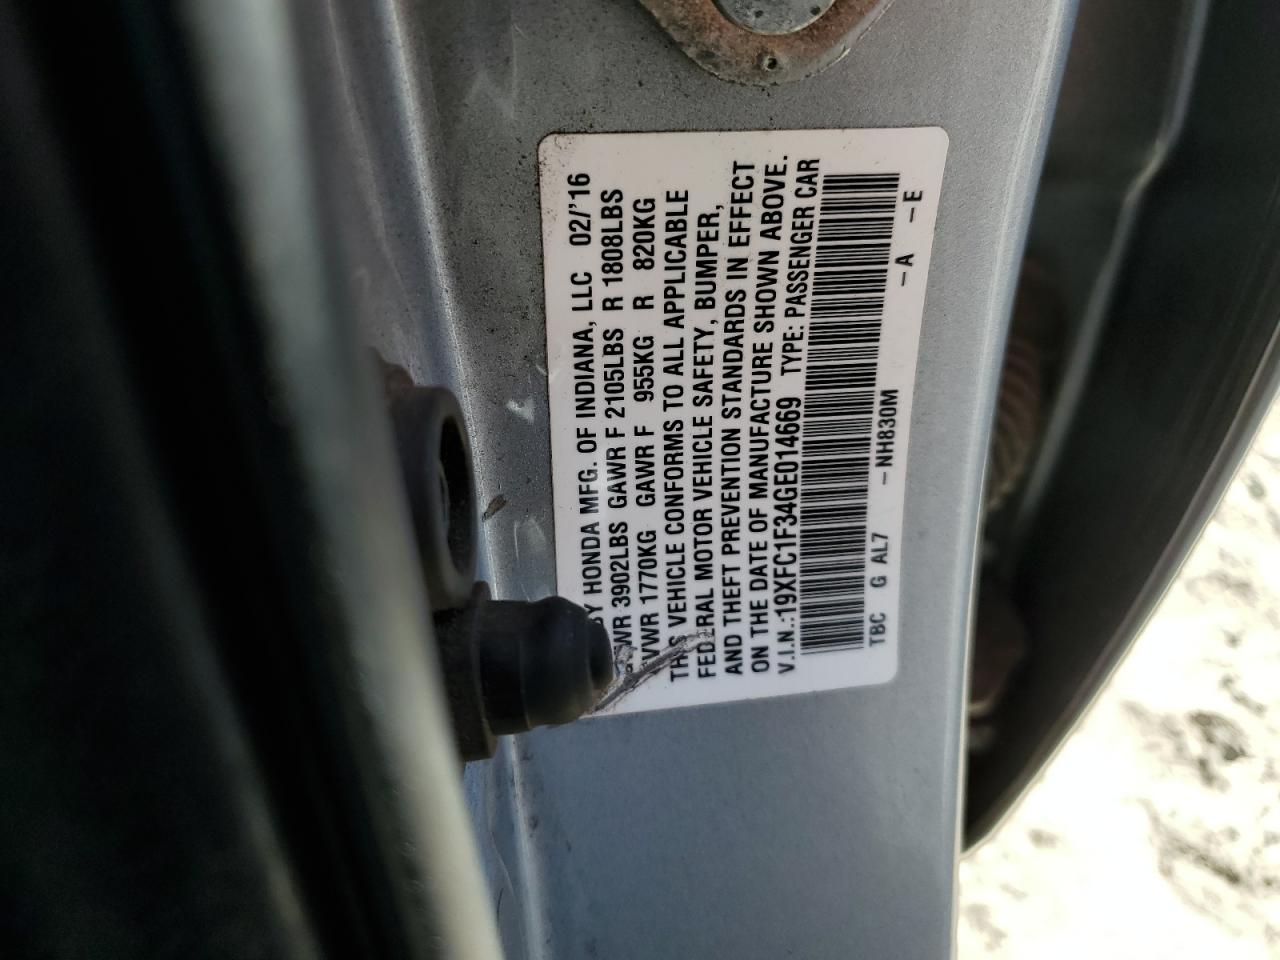 BY HONDA MFG. OF INDIANA, LLC 02/'16
GVWR 3902LBS GAWR F 2105LBS R 1808LBS
GVWR 1770KG GAWR F 955KG R 820KG
THIS VEHICLE CONFORMS TO ALL APPLICABLE
FEDERAL MOTOR VEHICLE SAFETY, BUMPER,
AND THEFT PREVENTION STANDARDS IN EFFECT
ON THE DATE OF MANUFACTURE SHOWN ABOVE.
V.I.N.:19XFC1F34GE014669 TYPE: PASSENGER CAR
TBC G AL7 – NH830M – A – E